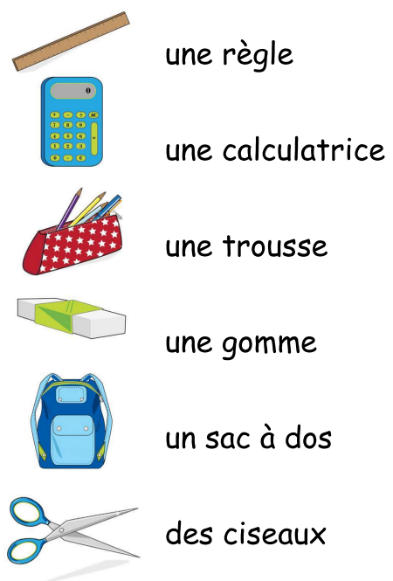 une règle
une calculatrice
une trousse
une gomme
un sac à dos
des ciseaux